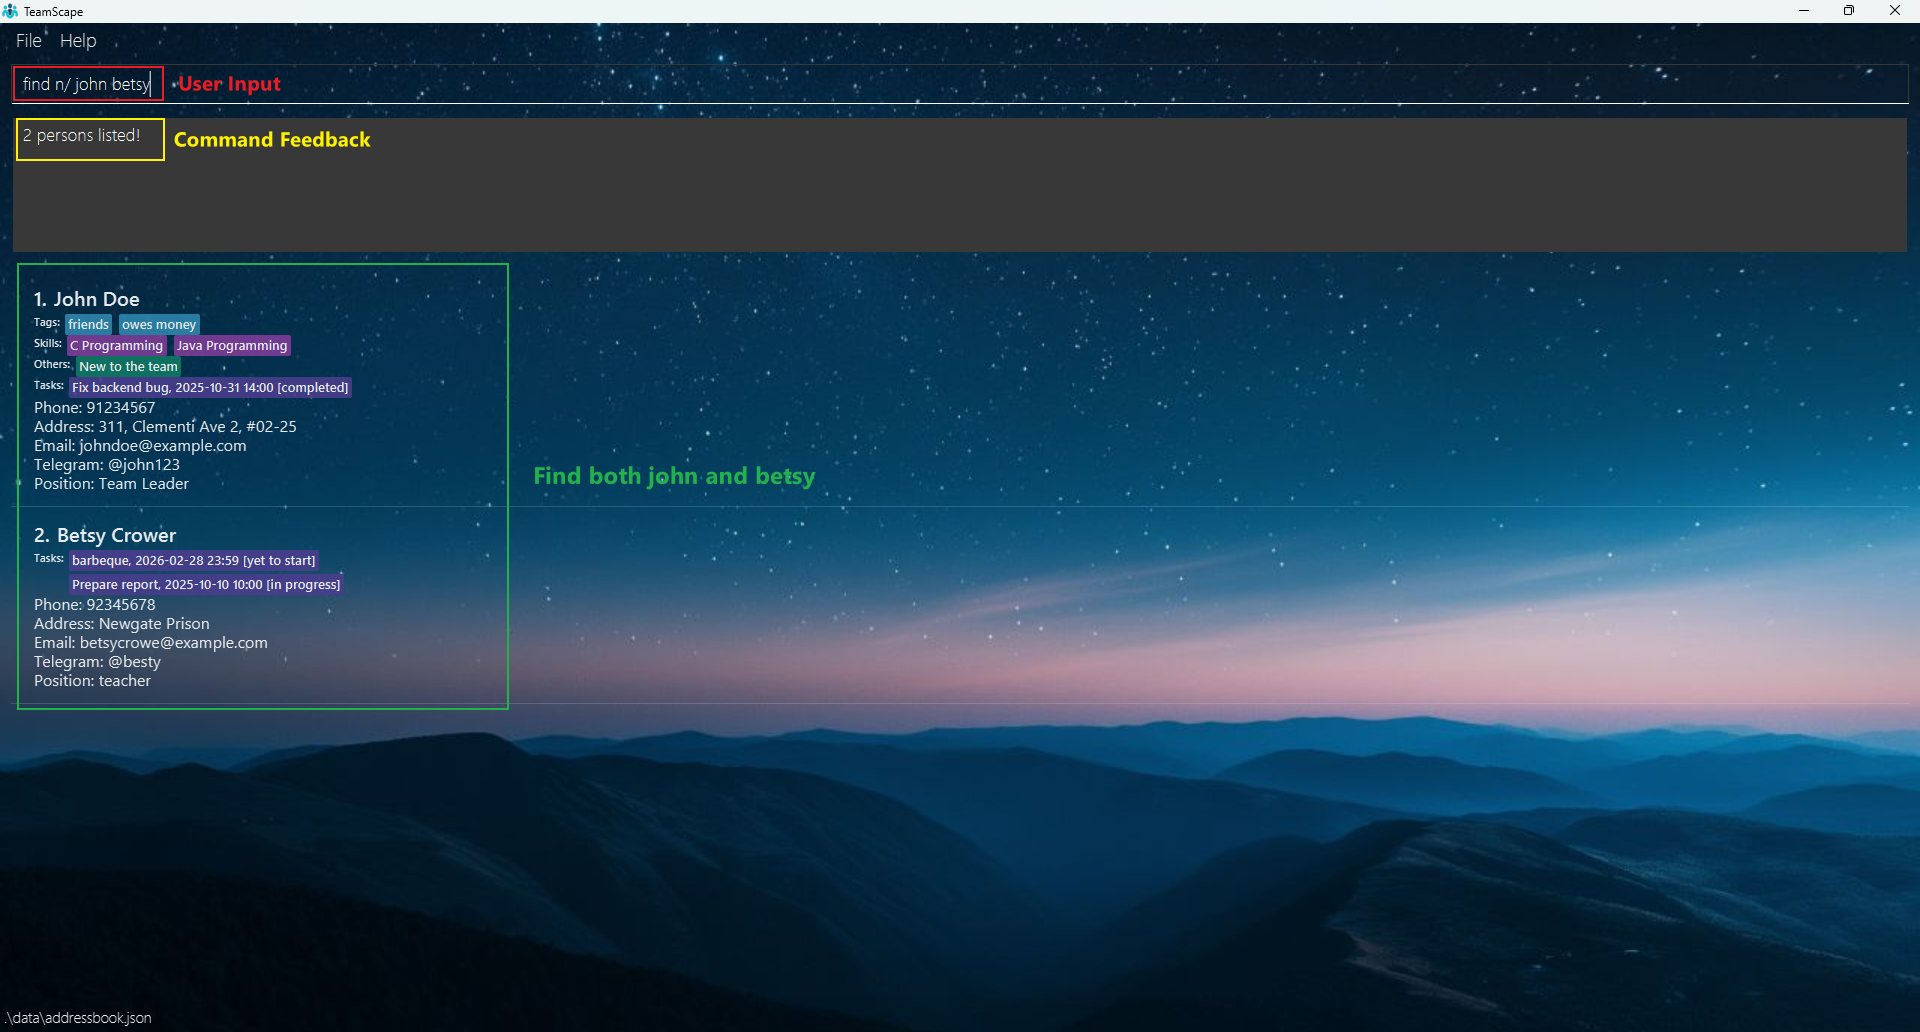 TeamScape
File Help
find n/ john betsy User Input
2 persons listed! Command Feedback
1. John Doe
Tags: friends owes money
Skills: C Programming Java Programming
Others: New to the team
Tasks: Fix backend bug, 2025-10-31 14:00 [completed]
Phone: 91234567
Address: 311, Clementi Ave 2, #02-25
Email: johndoe@example.com
Telegram: @john123
Position: Team Leader
Find both john and betsy
2. Betsy Crower
Tasks: barbeque, 2026-02-28 23:59 [yet to start]
Prepare report, 2025-10-10 10:00 [in progress]
Phone: 92345678
Address: Newgate Prison
Email: betsycrowe@example.com
Telegram: @besty
Position: teacher
.\data\addressbook.json